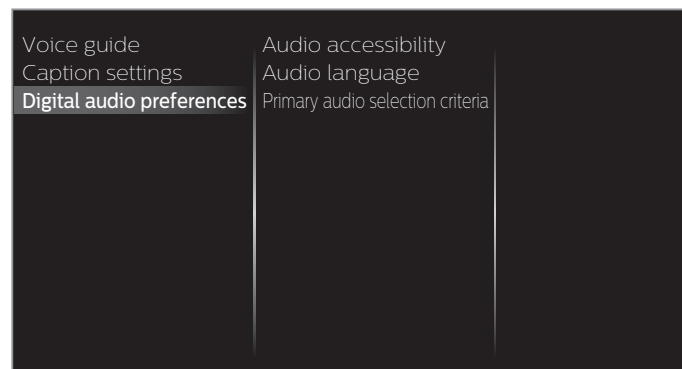 Voice guide
Caption settings
Digital audio preferences
Audio accessibility
Audio language
Primary audio selection criteria